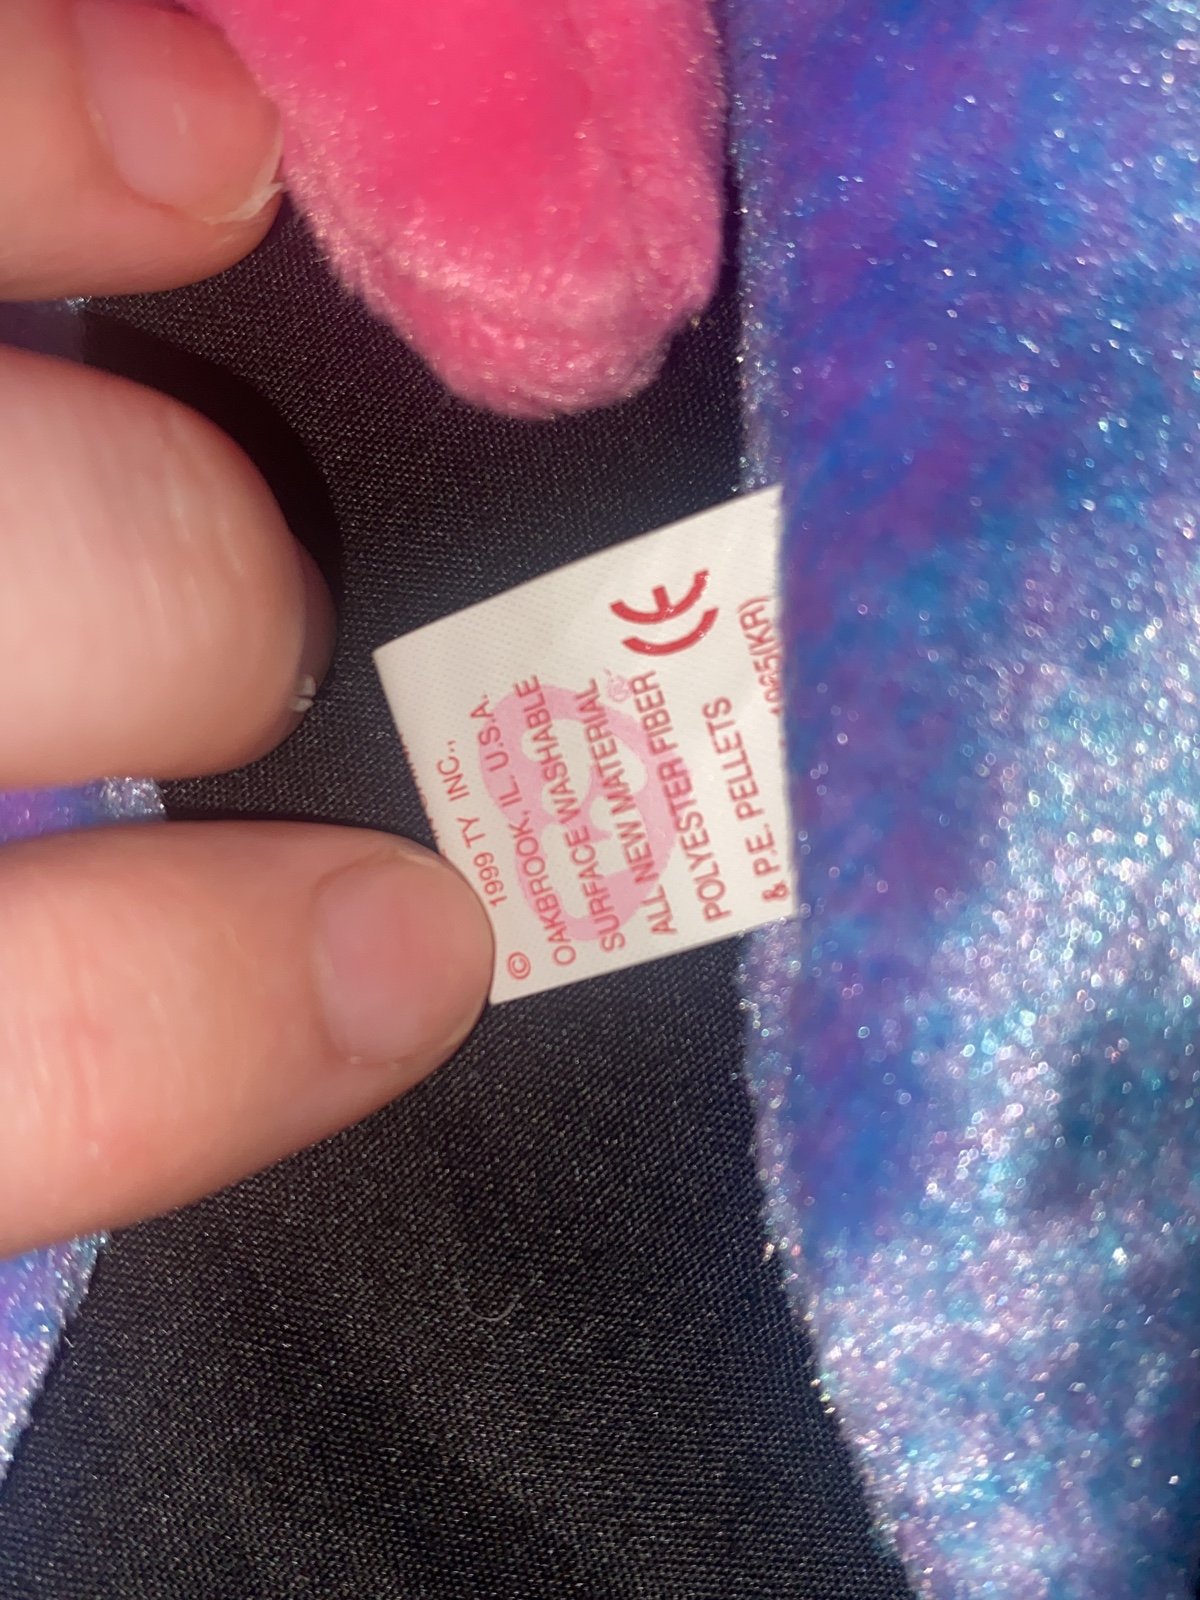 © 1999 TY INC.,
OAKBROOK, IL. U.S.A.
SURFACE WASHABLE
ALL NEW MATERIAL
POLYESTER FIBER
& P.E. PELLETS CE